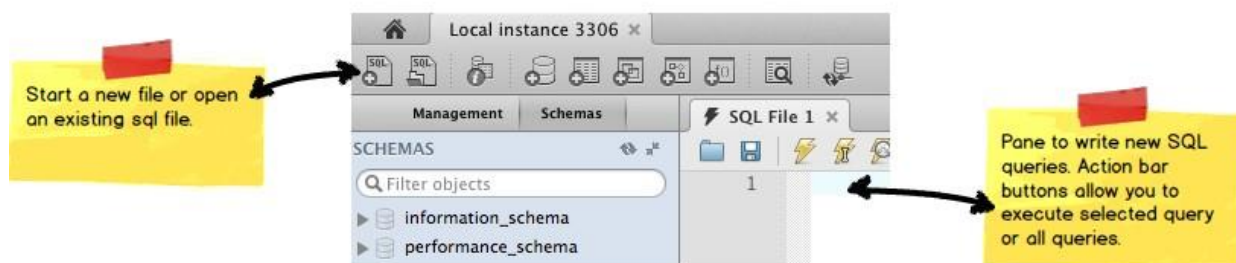 Local instance 3306
SQL SQL
Start a new file or open
an existing sql file.
Management Schemas
SQL File 1
SCHEMAS
Filter objects
1
information_schema
performance_schema
Pane to write new SQL
queries. Action bar
buttons allow you to
execute selected query
or all queries.